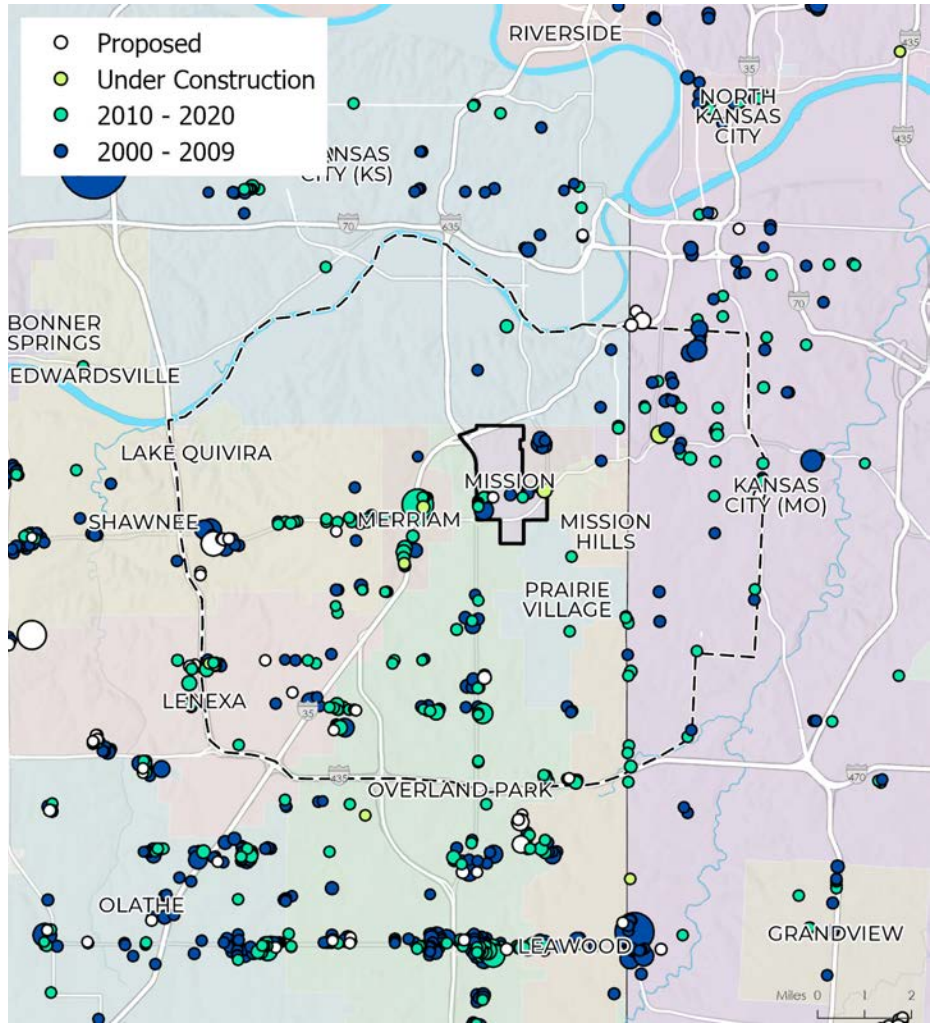 Proposed
Under Construction
2010 - 2020
2000 - 2009
RIVERSIDE
435
35
NORTH
KANSAS
CITY
435
ANSAS
CITY (KS)
70
635
70
BONNER
SPRINGS
EDWARDSVILLE
LAKE QUIVIRA
MISSION
KANSAS
CITY (MO)
SHAWNEE
MERRIAM
MISSION
HILLS
PRAIRIE
VILLAGE
LENEXA
35
435
OVERLAND PARK
470
OLATHE
LEAWOOD
GRANDVIEW
Miles 0 1 2